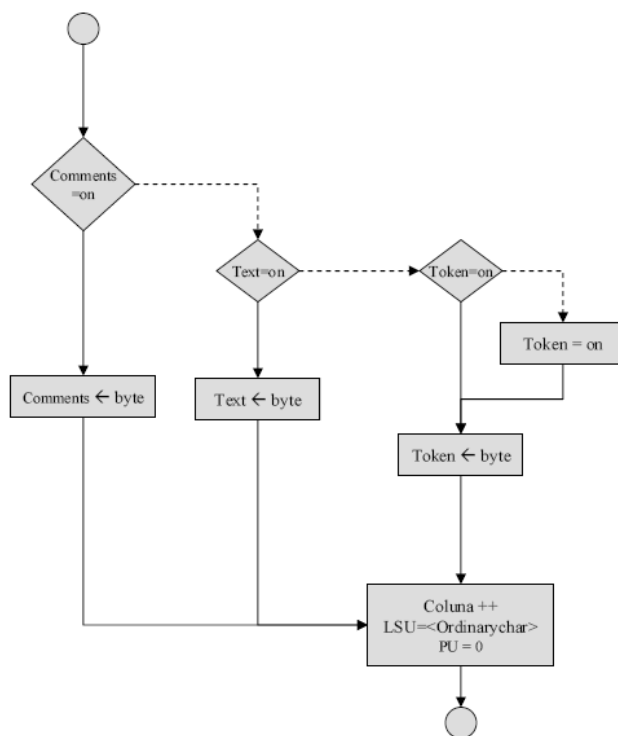 Comments
=on
Text=on
Token=on
Token = on
Comments ← byte
Text ← byte
Token ← byte
Coluna ++
LSU=<Ordinarychar>
PU = 0